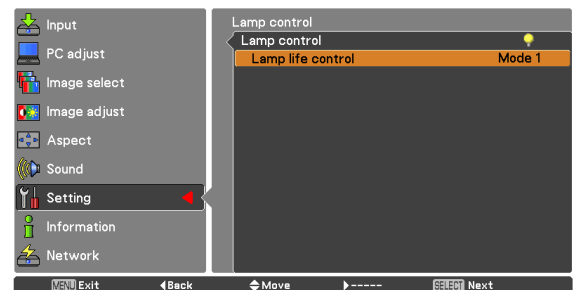 Input
PC adjust
Image select
Image adjust
Aspect
Sound
Setting
Information
Network
Lamp control
Lamp control
Lamp life control Mode 1
MENU Exit Back Move ----- SELECT Next